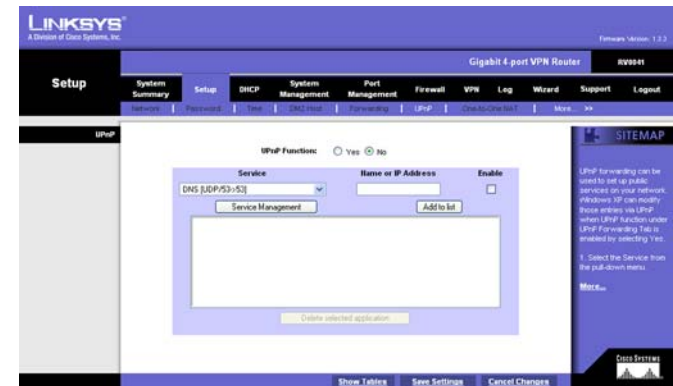 LINKSYS®
A Division of Cisco Systems, Inc.
Firmware Version: 1.3.3
Gigabit 4-port VPN Router
RV0041
Setup
System Summary
Setup
DHCP
System Management
Port Management
Firewall
VPN
Log
Wizard
Support
Logout
Network | Password | Time | DMZ Host | Forwarding | UPnP | One-to-One NAT | More... >>
UPnP
SITEMAP
UPnP Function: Yes No
Service
Name or IP Address
Enable
DNS [UDP/53->53]
Service Management
Add to list
Delete selected application
UPnP forwarding can be
used to set up public
services on your network.
Windows XP can modify
those entries via UPnP
when UPnP function under
UPnP Forwarding Tab is
enabled by selecting Yes.
1. Select the Service from
the pull-down menu.
More...
Show Tables
Save Settings
Cancel Changes
CISCO SYSTEMS